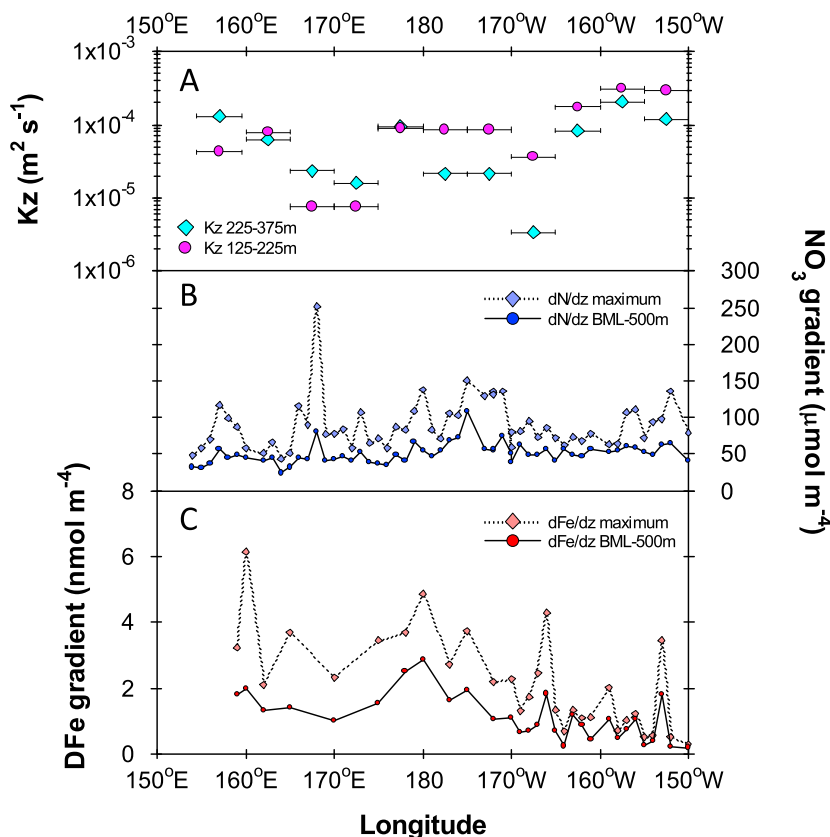 150°E 160°E 170°E 180 170°W 160°W 150°W
1x10⁻³
A
1x10⁻⁴
Kz (m² s⁻¹)
1x10⁻⁵
Kz 225-375m
Kz 125-225m
1x10⁻⁶
300
B
dN/dz maximum
dN/dz BML-500m
250
200
150
100
50
0
NO₃ gradient (μmol m⁻⁴)
8
C
dFe/dz maximum
dFe/dz BML-500m
6
4
2
0
DFe gradient (nmol m⁻⁴)
150°E 160°E 170°E 180 170°W 160°W 150°W
Longitude